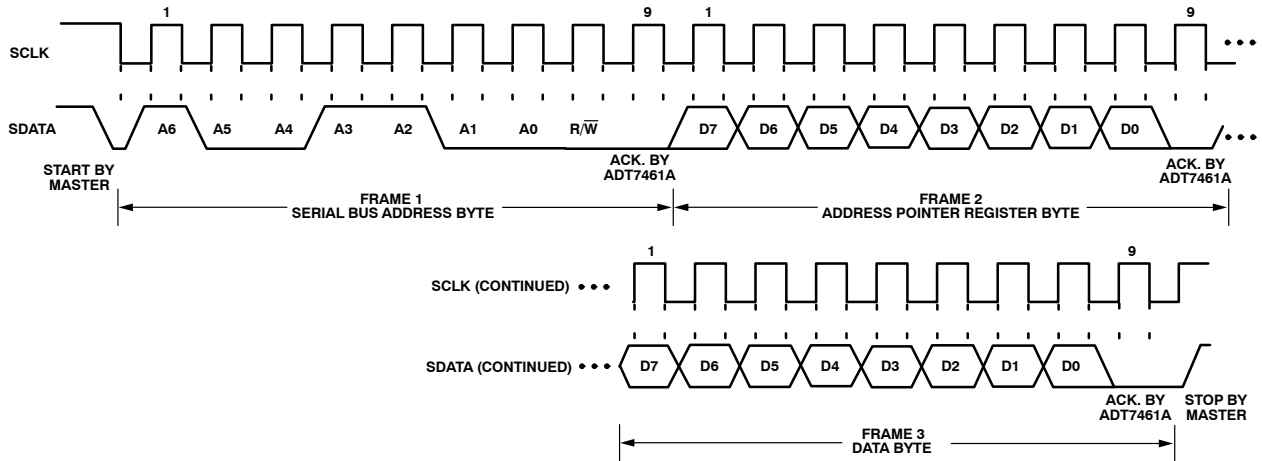 1 9 1 9
SCLK
SDATA A6 A5 A4 A3 A2 A1 A0 R/W̅ D7 D6 D5 D4 D3 D2 D1 D0
START BY
MASTER
ACK. BY
ADT7461A
ACK. BY
ADT7461A
FRAME 1
SERIAL BUS ADDRESS BYTE
FRAME 2
ADDRESS POINTER REGISTER BYTE
1 9
SCLK (CONTINUED)
SDATA (CONTINUED) D7 D6 D5 D4 D3 D2 D1 D0
ACK. BY
ADT7461A
STOP BY
MASTER
FRAME 3
DATA BYTE